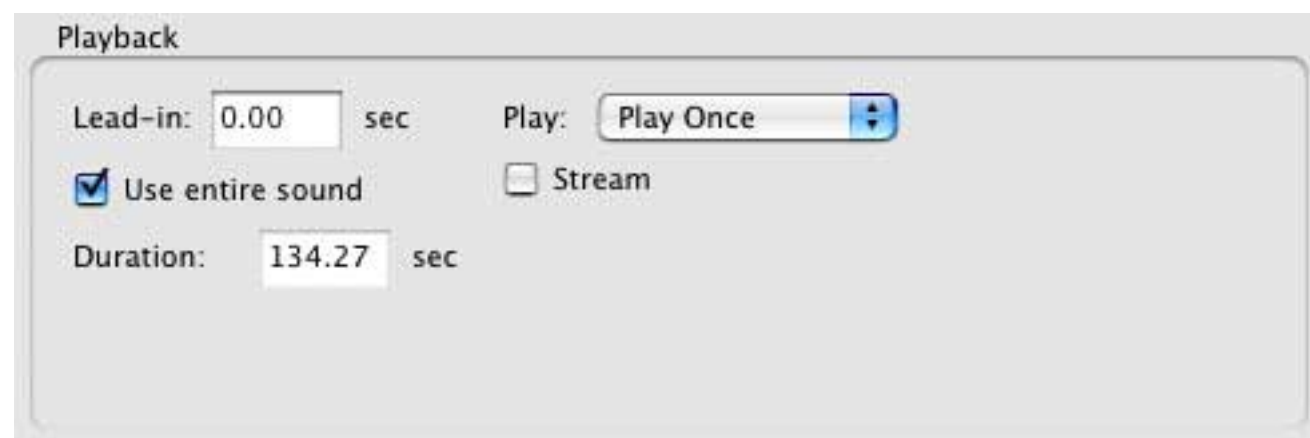 Playback
Lead-in: 0.00 sec Play: Play Once
Use entire sound Stream
Duration: 134.27 sec